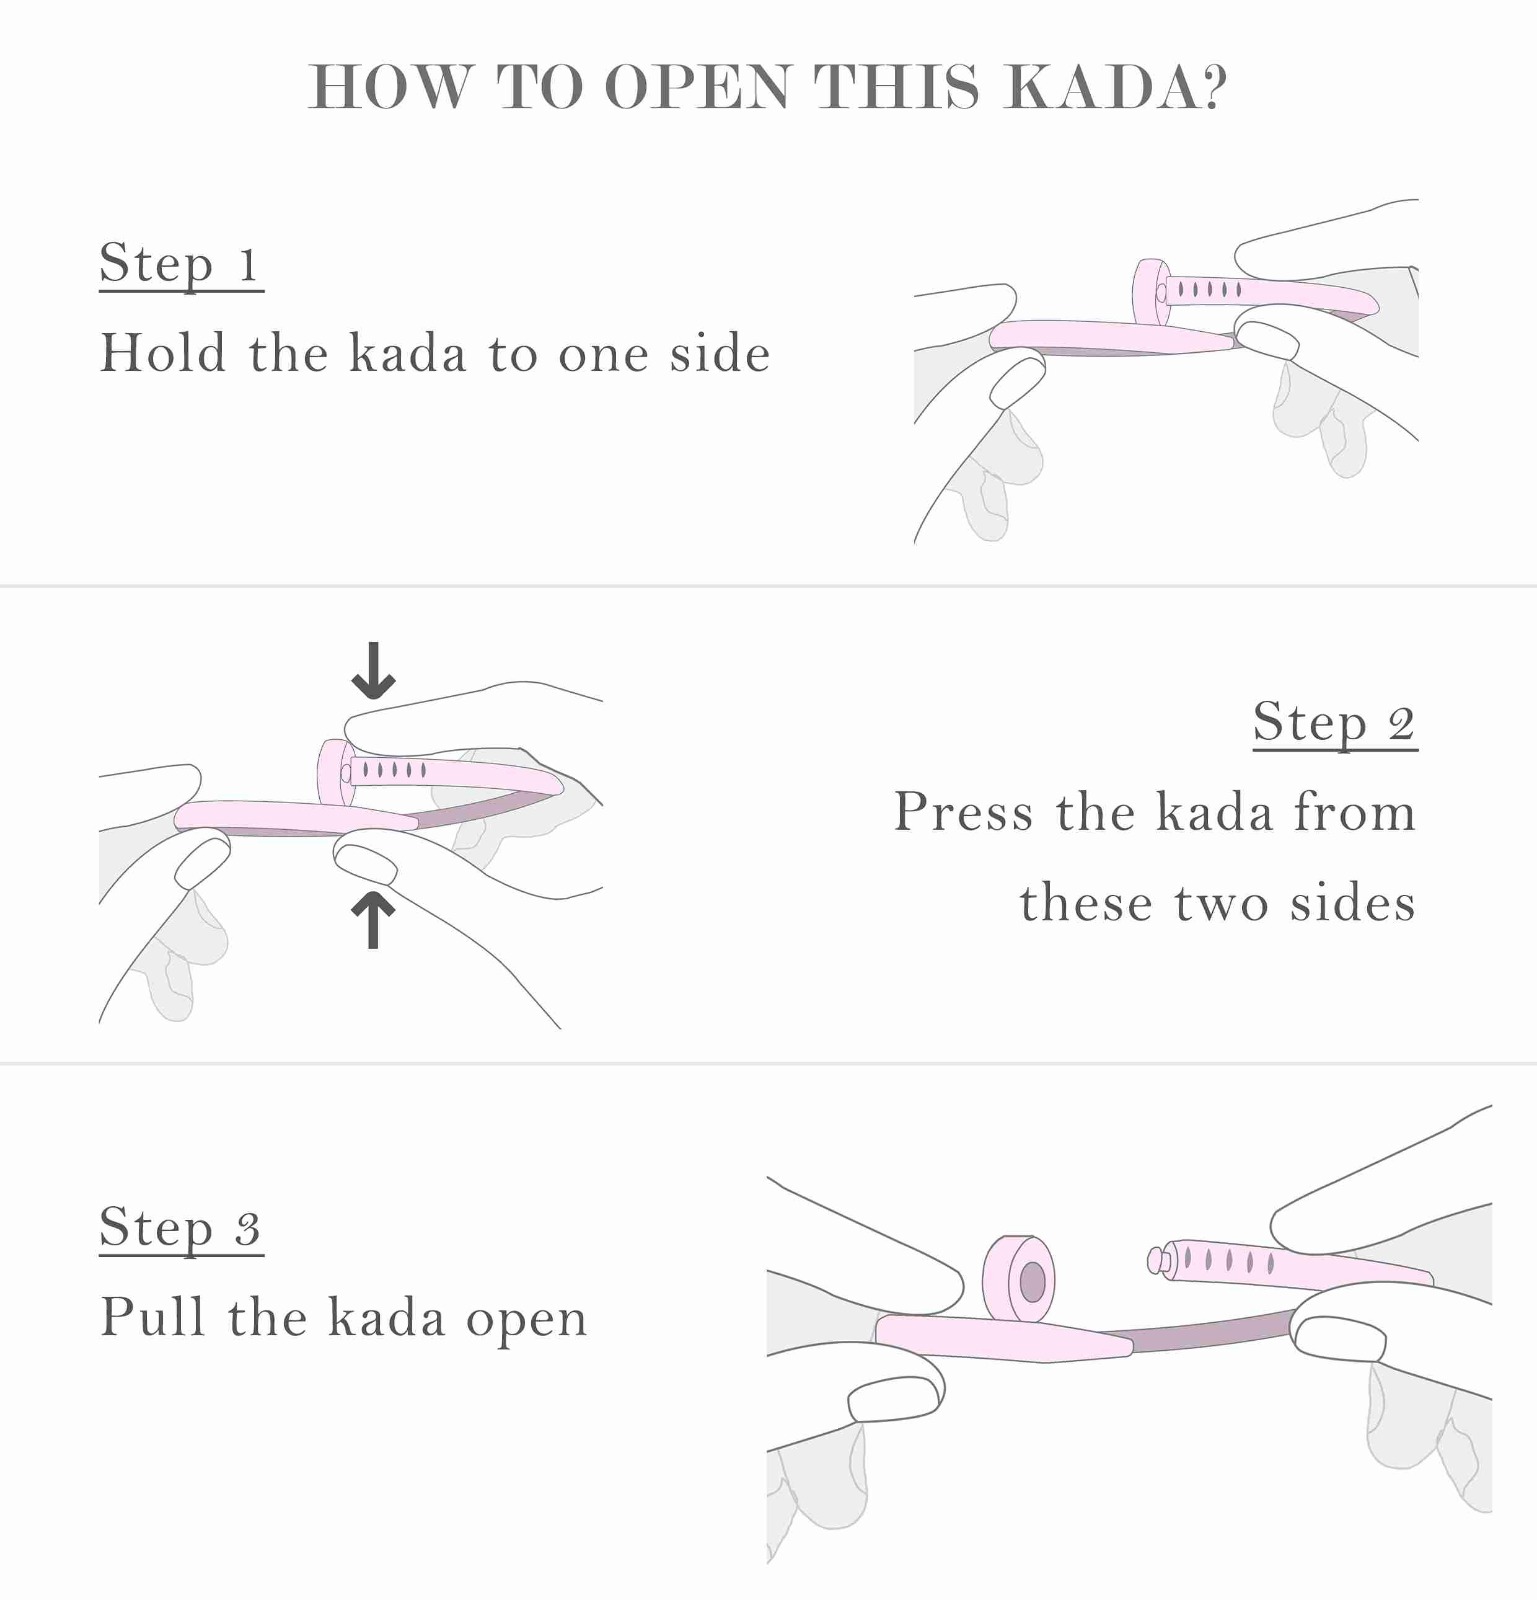 HOW TO OPEN THIS KADA?
Step 1
Hold the kada to one side
Step 2
Press the kada from
these two sides
Step 3
Pull the kada open